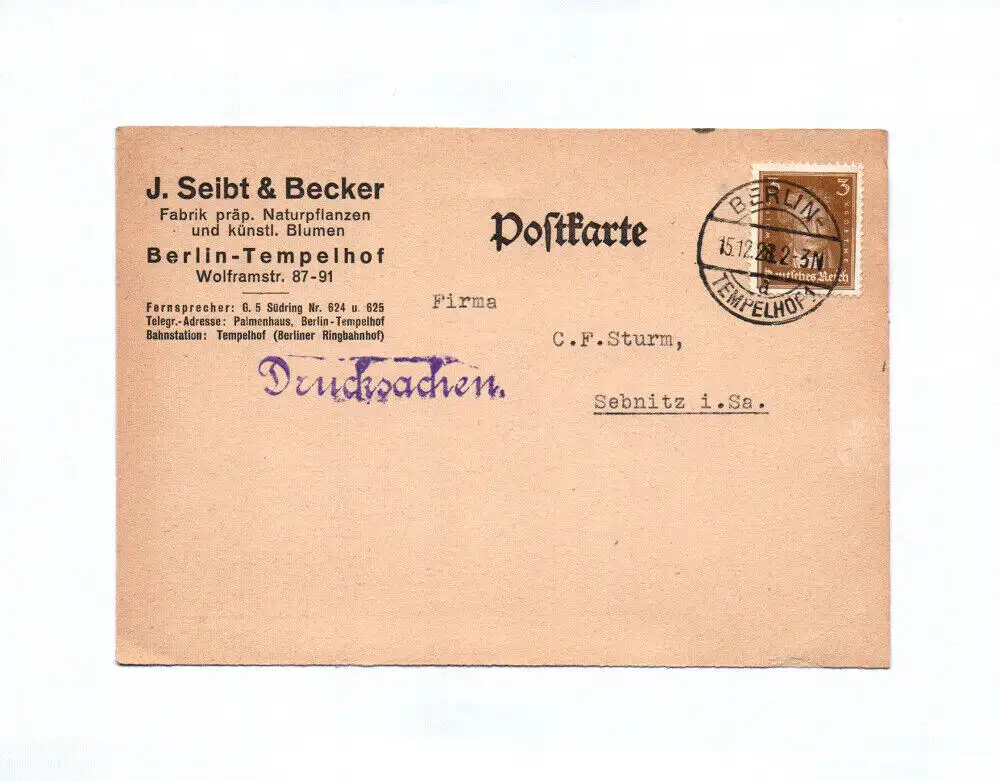 J. Seibt & Becker
Fabrik präp. Naturpflanzen
und künstl. Blumen
Berlin-Tempelhof
Wolframstr. 87-91
Fernsprecher: G. 5 Südring Nr. 624 u. 625
Telegr.-Adresse: Palmenhaus, Berlin-Tempelhof
Bahnstation: Tempelhof (Berliner Ringbahnhof)
Postkarte
3 3
Deutsches Reich
BERLIN-
15.12.28. 2-3N
a
TEMPELHOF 1
Firma
C.F.Sturm,
Drucksachen.
Sebnitz i.Sa.